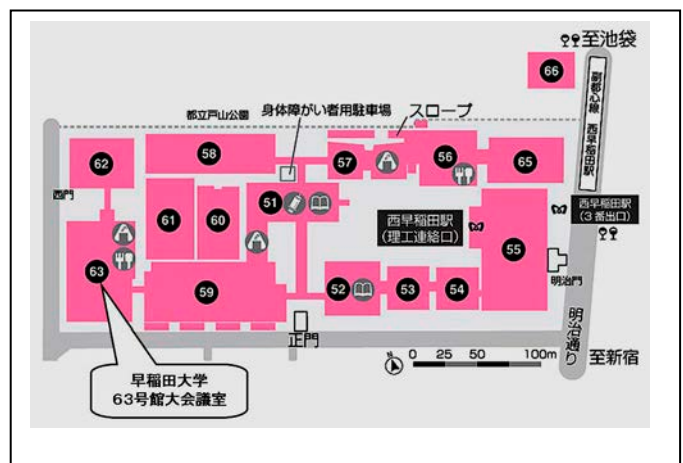 至池袋
66
副都心線 西早稲田駅
都立戸山公園
身体障がい者用駐車場
スロープ
62
58
57
56
65
西門
51
61
60
西早稲田駅
(理工連絡口)
西早稲田駅
(3番出口)
55
63
59
52
53
54
明治門
正門
明治通り
N
0 25 50 100m
至新宿
早稲田大学
63号館大会議室